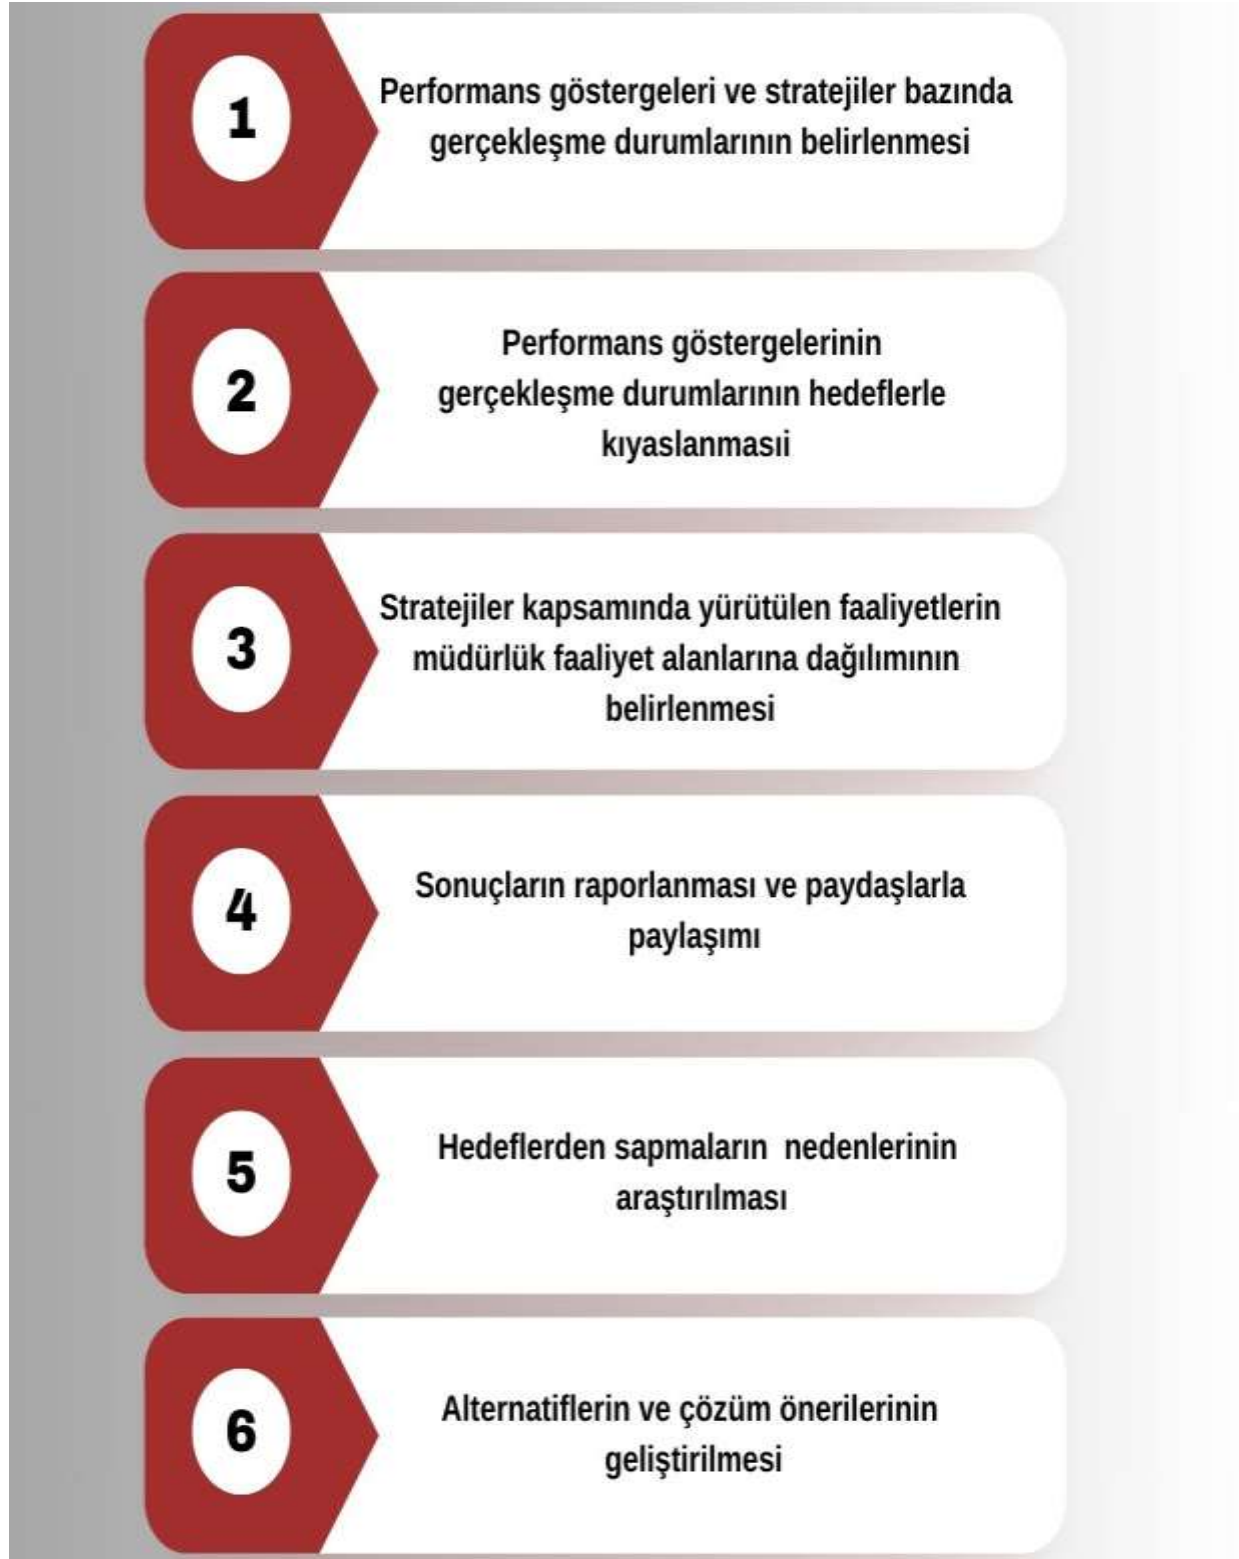 1
Performans göstergeleri ve stratejiler bazında
gerçekleşme durumlarının belirlenmesi
2
Performans göstergelerinin
gerçekleşme durumlarının hedeflerle
kıyaslanmasıi
3
Stratejiler kapsamında yürütülen faaliyetlerin
müdürlük faaliyet alanlarına dağılımının
belirlenmesi
4
Sonuçların raporlanması ve paydaşlarla
paylaşımı
5
Hedeflerden sapmaların  nedenlerinin
araştırılması
6
Alternatiflerin ve çözüm önerilerinin
geliştirilmesi